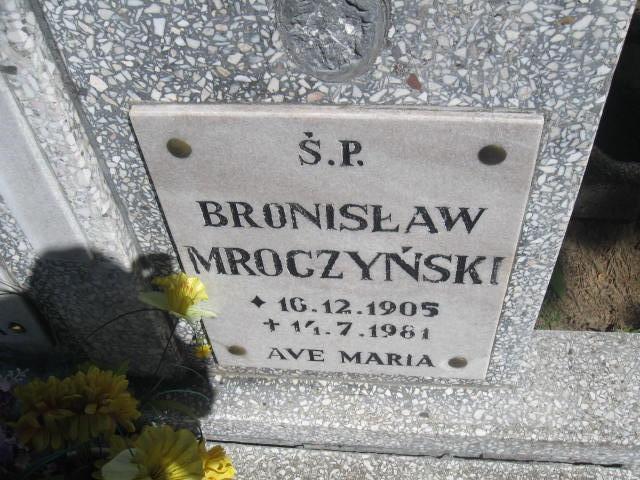 Ś.P.
BRONISŁAW
MROCZYŃSKI
16.12.1905
+ 14.7.1981
AVE MARIA